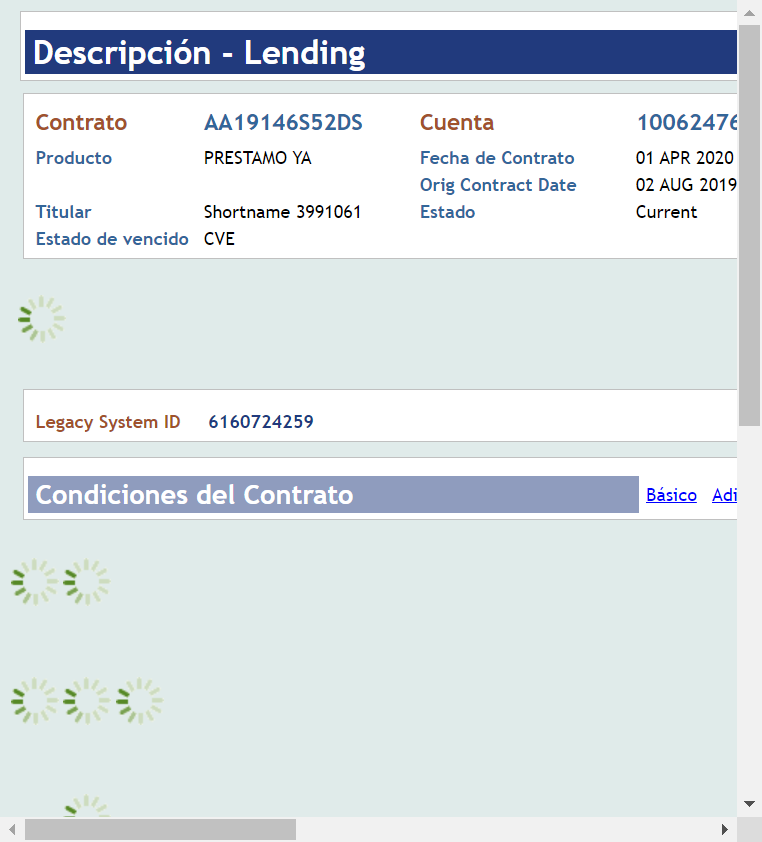 Descripción - Lending
Contrato AA19146S52DS Cuenta 10062476
Producto PRESTAMO YA Fecha de Contrato 01 APR 2020
Orig Contract Date 02 AUG 2019
Titular Shortname 3991061 Estado Current
Estado de vencido CVE
Legacy System ID 6160724259
Condiciones del Contrato Básico Adi